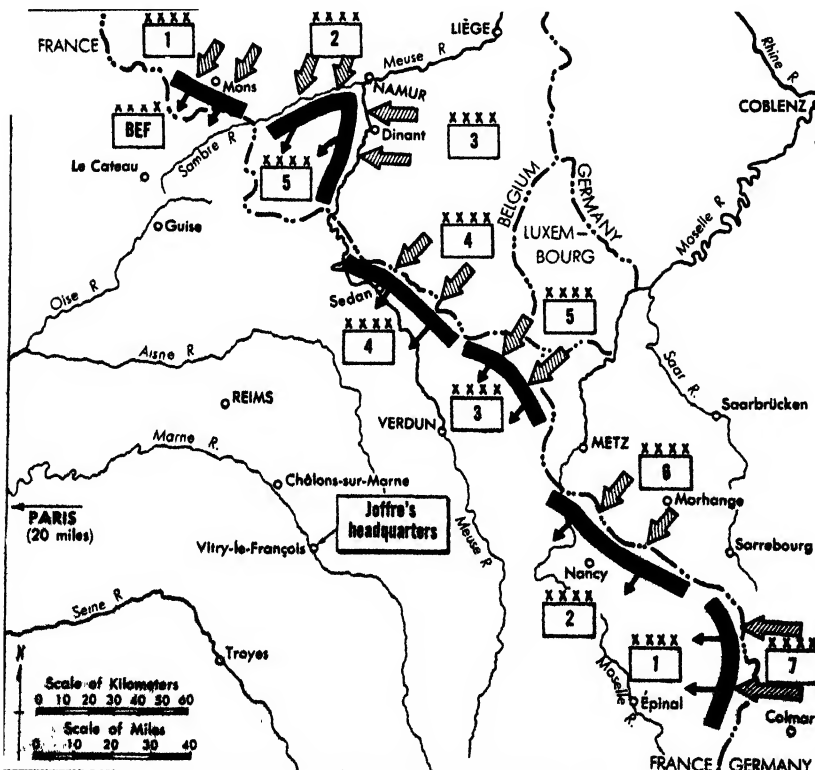 XXXX
1
XXXX
2
LIÈGE
FRANCE
Meuse R
Rhine R.
Mons
NAMUR
COBLENZ
XXXX
BEF
Dinant
XXXX
3
Sambre R
Le Cateau
XXXX
5
BELGIUM
GERMANY
Moselle R
Guise
XXXX
4
LUXEM–
BOURG
Oise R
Sedan
XXXX
4
XXXX
5
Aisne R
Saar R.
XXXX
3
REIMS
Saarbrücken
VERDUN
Marne R.
METZ
XXXX
6
Châlons-sur-Marne
Morhange
PARIS
(20 miles)
Joffre's
headquarters
Meuse R
Vitry-le-François
Sarrebourg
Nancy
Seine R
XXXX
2
XXXX
1
XXXX
7
Troyes
N
Moselle R.
Épinal
Scale of Kilometers
0 10 20 30 40 50 60
Scale of Miles
0 10 20 30 40
Colmar
FRANCE
GERMANY